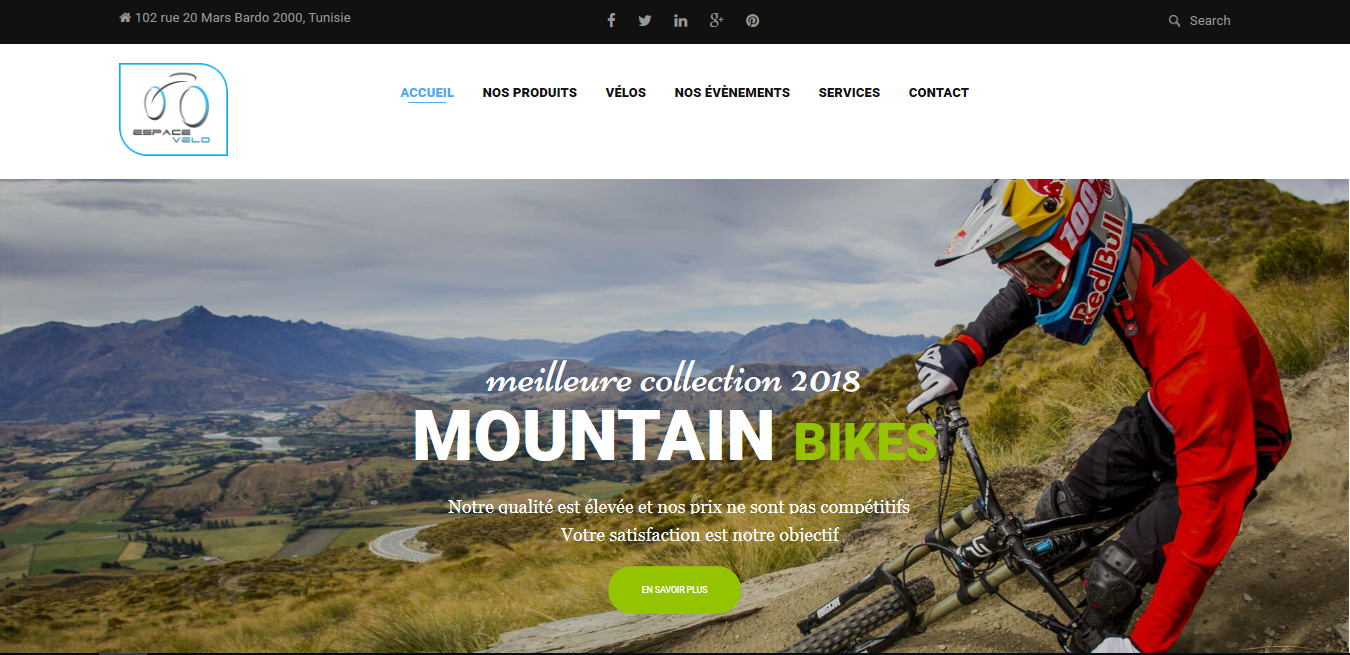 102 rue 20 Mars Bardo 2000, Tunisie
Search
ESPACE
VELO
ACCUEIL NOS PRODUITS VÉLOS NOS ÉVÈNEMENTS SERVICES CONTACT
100%
Red Bull
meilleure collection 2018
MOUNTAIN BIKES
Notre qualité est élevée et nos prix ne sont pas compétitifs
Votre satisfaction est notre objectif
EN SAVOIR PLUS